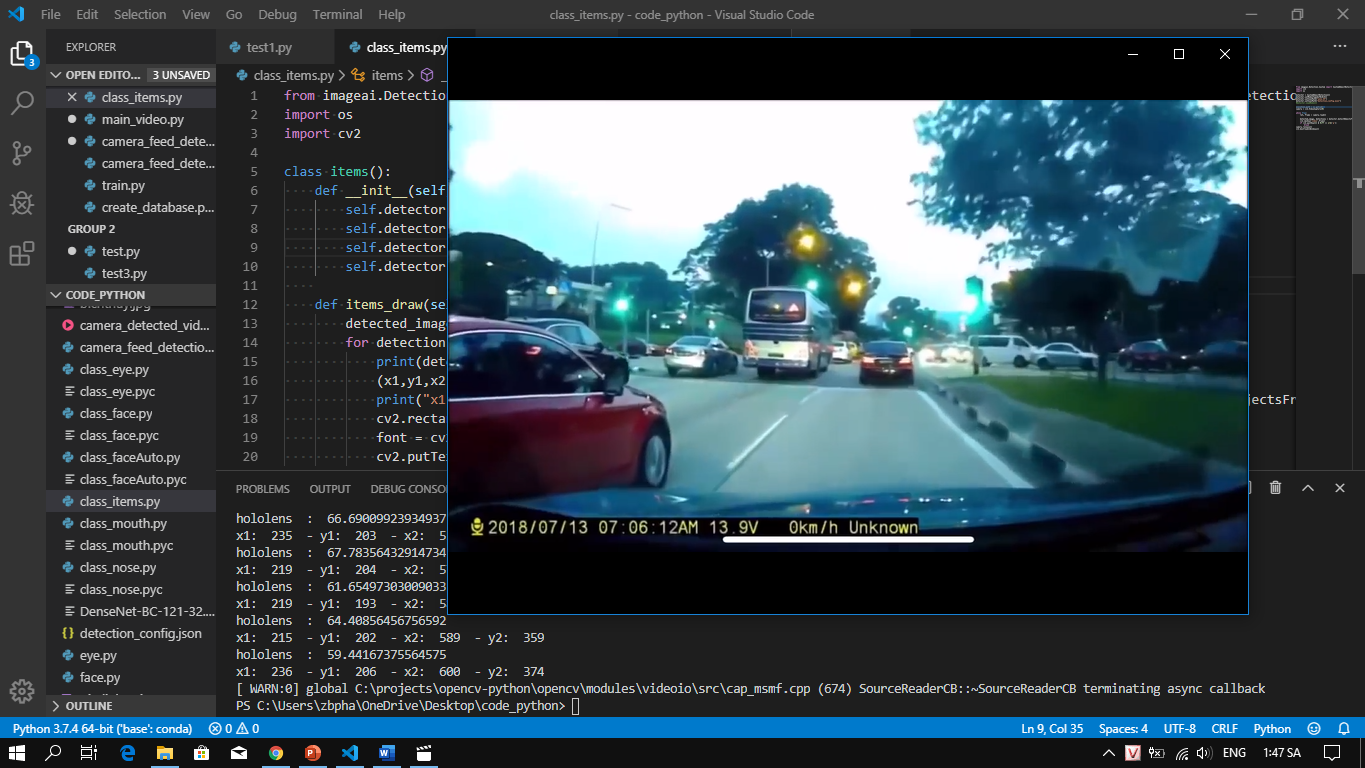 File Edit Selection View Go Debug Terminal Help
class_items.py - code_python - Visual Studio Code
EXPLORER
OPEN EDITO... 3 UNSAVED
class_items.py
main_video.py
camera_feed_dete...
camera_feed_dete...
train.py
create_database.p...
GROUP 2
test.py
test3.py
CODE_PYTHON
camera_detected_vid...
camera_feed_detectio...
class_eye.py
class_eye.pyc
class_face.py
class_face.pyc
class_faceAuto.py
class_faceAuto.pyc
class_items.py
class_mouth.py
class_mouth.pyc
class_nose.py
class_nose.pyc
DenseNet-BC-121-32....
detection_config.json
eye.py
face.py
OUTLINE
3
test1.py class_items.py
class_items.py > items >
1 from imageai.Detectio
2 import os
3 import cv2
4
5 class items():
6 def __init__(self
7 self.detector
8 self.detector
9 self.detector
10 self.detector
11
12 def items_draw(se
13 detected_imag
14 for detection
15 print(det
16 (x1,y1,x2
17 print("x1
18 cv2.recta
19 font = cv
20 cv2.putTe
jectsFr
2018/07/13 07:06:12AM 13.9V 0km/h Unknown
PROBLEMS OUTPUT DEBUG CONSO
hololens : 66.69009923934937
x1: 235 - y1: 203 - x2: 5
hololens : 67.78356432914734
x1: 219 - y1: 204 - x2: 5
hololens : 61.65497303009033
x1: 219 - y1: 193 - x2: 5
hololens : 64.40856456756592
x1: 215 - y1: 202 - x2: 589 - y2: 359
hololens : 59.44167375564575
x1: 236 - y1: 206 - x2: 600 - y2: 374
[ WARN:0] global C:\projects\opencv-python\opencv\modules\videoio\src\cap_msmf.cpp (674) SourceReaderCB::~SourceReaderCB terminating async callback
PS C:\Users\zbpha\OneDrive\Desktop\code_python>
Python 3.7.4 64-bit ('base': conda) 0 0 Ln 9, Col 35 Spaces: 4 UTF-8 CRLF Python
ENG 1:47 SA